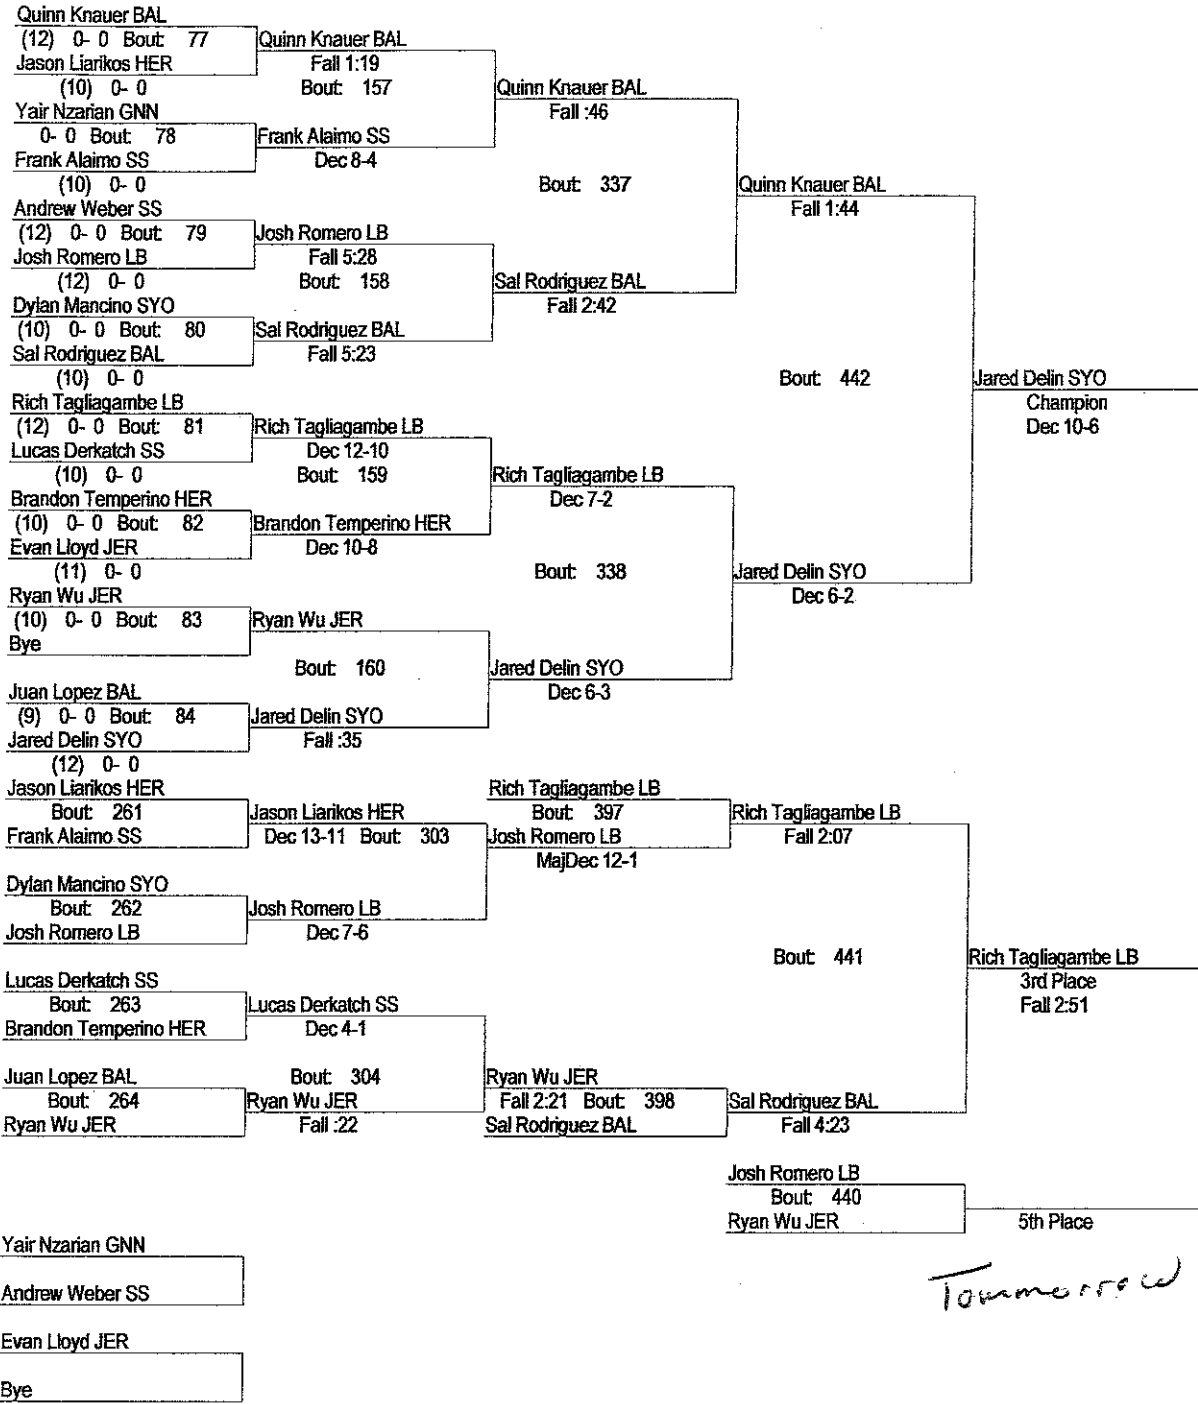 Quinn Knauer BAL
(12) 0- 0 Bout: 77
Jason Liarikos HER
(10) 0- 0
Yair Nzarian GNN
0- 0 Bout: 78
Frank Alaimo SS
(10) 0- 0
Andrew Weber SS
(12) 0- 0 Bout: 79
Josh Romero LB
(12) 0- 0
Dylan Mancino SYO
(10) 0- 0 Bout: 80
Sal Rodriguez BAL
(10) 0- 0
Rich Tagliagambe LB
(12) 0- 0 Bout: 81
Lucas Derkatch SS
(10) 0- 0
Brandon Temperino HER
(10) 0- 0 Bout: 82
Evan Lloyd JER
(11) 0- 0
Ryan Wu JER
(10) 0- 0 Bout: 83
Bye
Juan Lopez BAL
(9) 0- 0 Bout: 84
Jared Delin SYO
(12) 0- 0
Quinn Knauer BAL
Fall 1:19
Bout: 157
Frank Alaimo SS
Dec 8-4
Josh Romero LB
Fall 5:28
Bout: 158
Sal Rodriguez BAL
Fall 5:23
Rich Tagliagambe LB
Dec 12-10
Bout: 159
Brandon Temperino HER
Dec 10-8
Ryan Wu JER
Bout: 160
Jared Delin SYO
Fall :35
Quinn Knauer BAL
Fall :46
Bout: 337
Sal Rodriguez BAL
Fall 2:42
Rich Tagliagambe LB
Dec 7-2
Bout: 338
Jared Delin SYO
Dec 6-3
Quinn Knauer BAL
Fall 1:44
Bout: 442
Jared Delin SYO
Dec 6-2
Jared Delin SYO
Champion
Dec 10-6
Jason Liarikos HER
Bout: 261
Frank Alaimo SS
Dylan Mancino SYO
Bout: 262
Josh Romero LB
Lucas Derkatch SS
Bout: 263
Brandon Temperino HER
Juan Lopez BAL
Bout: 264
Ryan Wu JER
Jason Liarikos HER
Dec 13-11 Bout: 303
Josh Romero LB
Dec 7-6
Lucas Derkatch SS
Dec 4-1
Bout: 304
Ryan Wu JER
Fall :22
Rich Tagliagambe LB
Bout: 397
Josh Romero LB
MajDec 12-1
Ryan Wu JER
Fall 2:21 Bout: 398
Sal Rodriguez BAL
Rich Tagliagambe LB
Fall 2:07
Bout: 441
Sal Rodriguez BAL
Fall 4:23
Rich Tagliagambe LB
3rd Place
Fall 2:51
Josh Romero LB
Bout: 440
Ryan Wu JER
5th Place
Tommorrow
Yair Nzarian GNN
Andrew Weber SS
Evan Lloyd JER
Bye